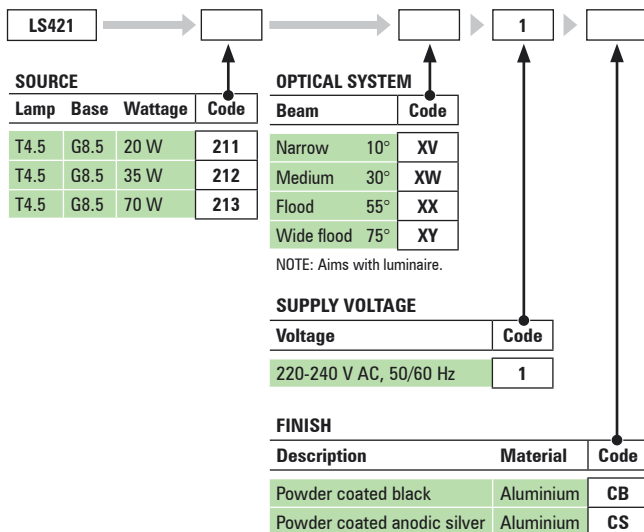 LS421 1
SOURCE
Lamp Base Wattage Code
T4.5 G8.5 20 W 211
T4.5 G8.5 35 W 212
T4.5 G8.5 70 W 213
OPTICAL SYSTEM
Beam Code
Narrow 10° XV
Medium 30° XW
Flood 55° XX
Wide flood 75° XY
NOTE: Aims with luminaire.
SUPPLY VOLTAGE
Voltage Code
220-240 V AC, 50/60 Hz 1
FINISH
Description Material Code
Powder coated black Aluminium CB
Powder coated anodic silver Aluminium CS